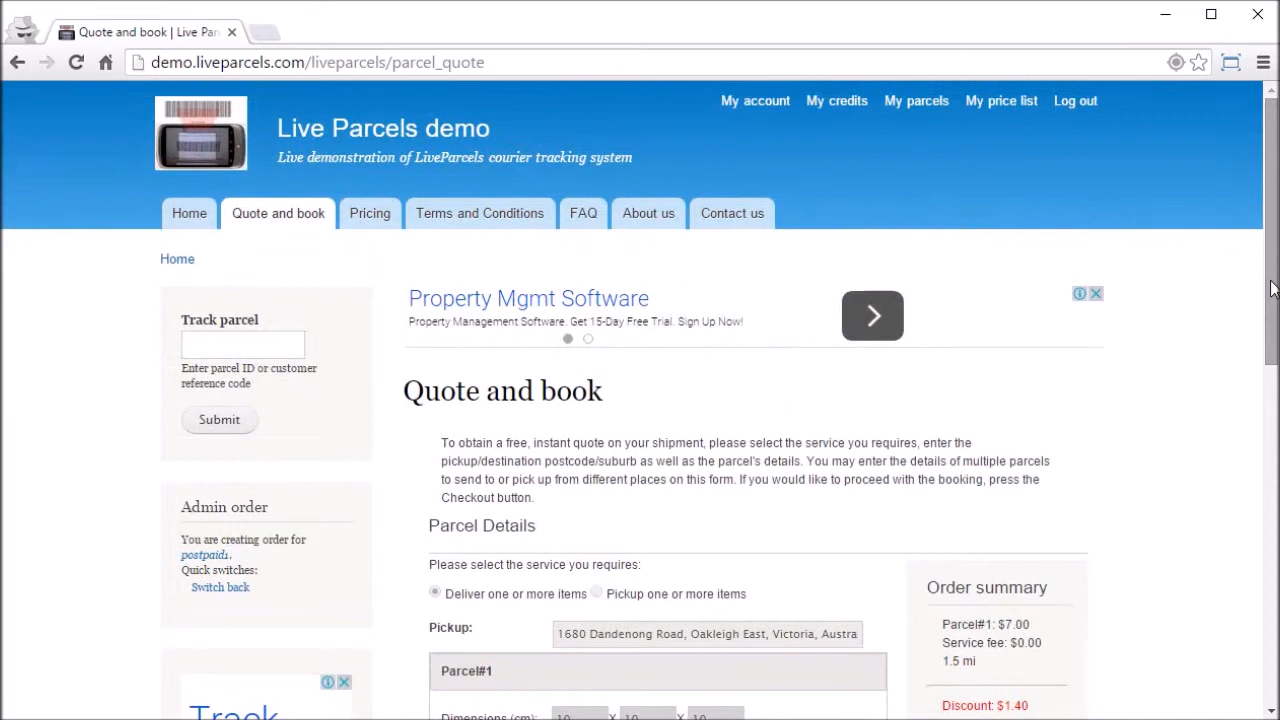 Quote and book | Live Par
demo.liveparcels.com/liveparcels/parcel_quote
My account My credits My parcels My price list Log out
Live Parcels demo
Live demonstration of LiveParcels courier tracking system
Home Quote and book Pricing Terms and Conditions FAQ About us Contact us
Home
Track parcel
Enter parcel ID or customer
reference code
Submit
Admin order
You are creating order for
postpaid1.
Quick switches:
Switch back
Track
Property Mgmt Software
Property Management Software. Get 15-Day Free Trial. Sign Up Now!
Quote and book
To obtain a free, instant quote on your shipment, please select the service you requires, enter the
pickup/destination postcode/suburb as well as the parcel's details. You may enter the details of multiple parcels
to send to or pick up from different places on this form. If you would like to proceed with the booking, press the
Checkout button.
Parcel Details
Please select the service you requires:
Deliver one or more items Pickup one or more items
Pickup: 1680 Dandenong Road, Oakleigh East, Victoria, Austra
Parcel#1
Dimensions (cm): 10 X 10 X 10
Order summary
Parcel#1: $7.00
Service fee: $0.00
1.5 mi
Discount: $1.40